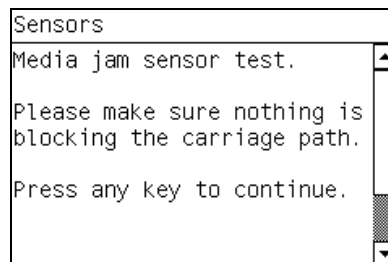 Sensors
Media jam sensor test.
Please make sure nothing is
blocking the carriage path.
Press any key to continue.